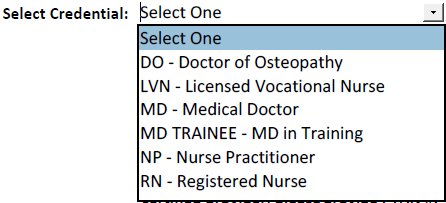 Select Credential: Select One
Select One
DO - Doctor of Osteopathy
LVN - Licensed Vocational Nurse
MD - Medical Doctor
MD TRAINEE - MD in Training
NP - Nurse Practitioner
RN - Registered Nurse